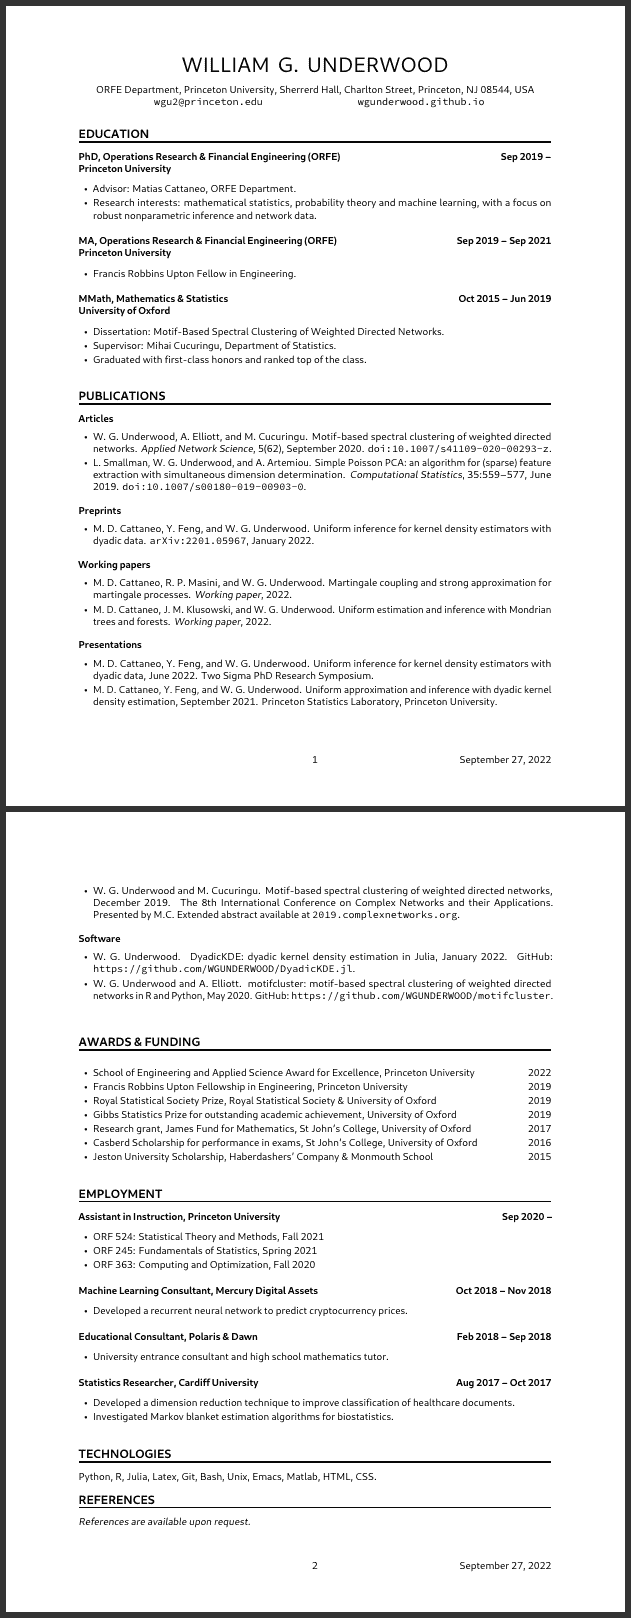 WILLIAM G. UNDERWOOD
ORFE Department, Princeton University, Sherrerd Hall, Charlton Street, Princeton, NJ 08544, USA
wgu2@princeton.edu wgunderwood.github.io
EDUCATION
PhD, Operations Research & Financial Engineering (ORFE) Sep 2019 –
Princeton University
• Advisor: Matias Cattaneo, ORFE Department.
• Research interests: mathematical statistics, probability theory and machine learning, with a focus on
robust nonparametric inference and network data.
MA, Operations Research & Financial Engineering (ORFE) Sep 2019 – Sep 2021
Princeton University
• Francis Robbins Upton Fellow in Engineering.
MMath, Mathematics & Statistics Oct 2015 – Jun 2019
University of Oxford
• Dissertation: Motif-Based Spectral Clustering of Weighted Directed Networks.
• Supervisor: Mihai Cucuringu, Department of Statistics.
• Graduated with first-class honors and ranked top of the class.
PUBLICATIONS
Articles
• W. G. Underwood, A. Elliott, and M. Cucuringu. Motif-based spectral clustering of weighted directed
networks. Applied Network Science, 5(62), September 2020. doi:10.1007/s41109-020-00293-z.
• L. Smallman, W. G. Underwood, and A. Artemiou. Simple Poisson PCA: an algorithm for (sparse) feature
extraction with simultaneous dimension determination. Computational Statistics, 35:559–577, June
2019. doi:10.1007/s00180-019-00903-0.
Preprints
• M. D. Cattaneo, Y. Feng, and W. G. Underwood. Uniform inference for kernel density estimators with
dyadic data. arXiv:2201.05967, January 2022.
Working papers
• M. D. Cattaneo, R. P. Masini, and W. G. Underwood. Martingale coupling and strong approximation for
martingale processes. Working paper, 2022.
• M. D. Cattaneo, J. M. Klusowski, and W. G. Underwood. Uniform estimation and inference with Mondrian
trees and forests. Working paper, 2022.
Presentations
• M. D. Cattaneo, Y. Feng, and W. G. Underwood. Uniform inference for kernel density estimators with
dyadic data, June 2022. Two Sigma PhD Research Symposium.
• M. D. Cattaneo, Y. Feng, and W. G. Underwood. Uniform approximation and inference with dyadic kernel
density estimation, September 2021. Princeton Statistics Laboratory, Princeton University.
1 September 27, 2022
• W. G. Underwood and M. Cucuringu. Motif-based spectral clustering of weighted directed networks,
December 2019. The 8th International Conference on Complex Networks and their Applications.
Presented by M.C. Extended abstract available at 2019.complexnetworks.org.
Software
• W. G. Underwood. DyadicKDE: dyadic kernel density estimation in Julia, January 2022. GitHub:
https://github.com/WGUNDERWOOD/DyadicKDE.jl.
• W. G. Underwood and A. Elliott. motifcluster: motif-based spectral clustering of weighted directed
networks in R and Python, May 2020. GitHub: https://github.com/WGUNDERWOOD/motifcluster.
AWARDS & FUNDING
• School of Engineering and Applied Science Award for Excellence, Princeton University 2022
• Francis Robbins Upton Fellowship in Engineering, Princeton University 2019
• Royal Statistical Society Prize, Royal Statistical Society & University of Oxford 2019
• Gibbs Statistics Prize for outstanding academic achievement, University of Oxford 2019
• Research grant, James Fund for Mathematics, St John's College, University of Oxford 2017
• Casberd Scholarship for performance in exams, St John's College, University of Oxford 2016
• Jeston University Scholarship, Haberdashers' Company & Monmouth School 2015
EMPLOYMENT
Assistant in Instruction, Princeton University Sep 2020 –
• ORF 524: Statistical Theory and Methods, Fall 2021
• ORF 245: Fundamentals of Statistics, Spring 2021
• ORF 363: Computing and Optimization, Fall 2020
Machine Learning Consultant, Mercury Digital Assets Oct 2018 – Nov 2018
• Developed a recurrent neural network to predict cryptocurrency prices.
Educational Consultant, Polaris & Dawn Feb 2018 – Sep 2018
• University entrance consultant and high school mathematics tutor.
Statistics Researcher, Cardiff University Aug 2017 – Oct 2017
• Developed a dimension reduction technique to improve classification of healthcare documents.
• Investigated Markov blanket estimation algorithms for biostatistics.
TECHNOLOGIES
Python, R, Julia, Latex, Git, Bash, Unix, Emacs, Matlab, HTML, CSS.
REFERENCES
References are available upon request.
2 September 27, 2022